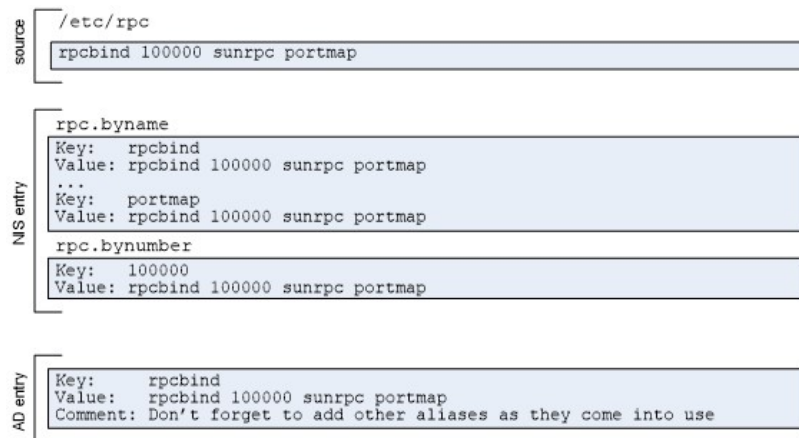 source
/etc/rpc
rpcbind 100000 sunrpc portmap
NIS entry
rpc.byname
Key:    rpcbind
Value: rpcbind 100000 sunrpc portmap
...
Key:    portmap
Value: rpcbind 100000 sunrpc portmap
rpc.bynumber
Key:    100000
Value: rpcbind 100000 sunrpc portmap
AD entry
Key:     rpcbind
Value:   rpcbind 100000 sunrpc portmap
Comment: Don't forget to add other aliases as they come into use